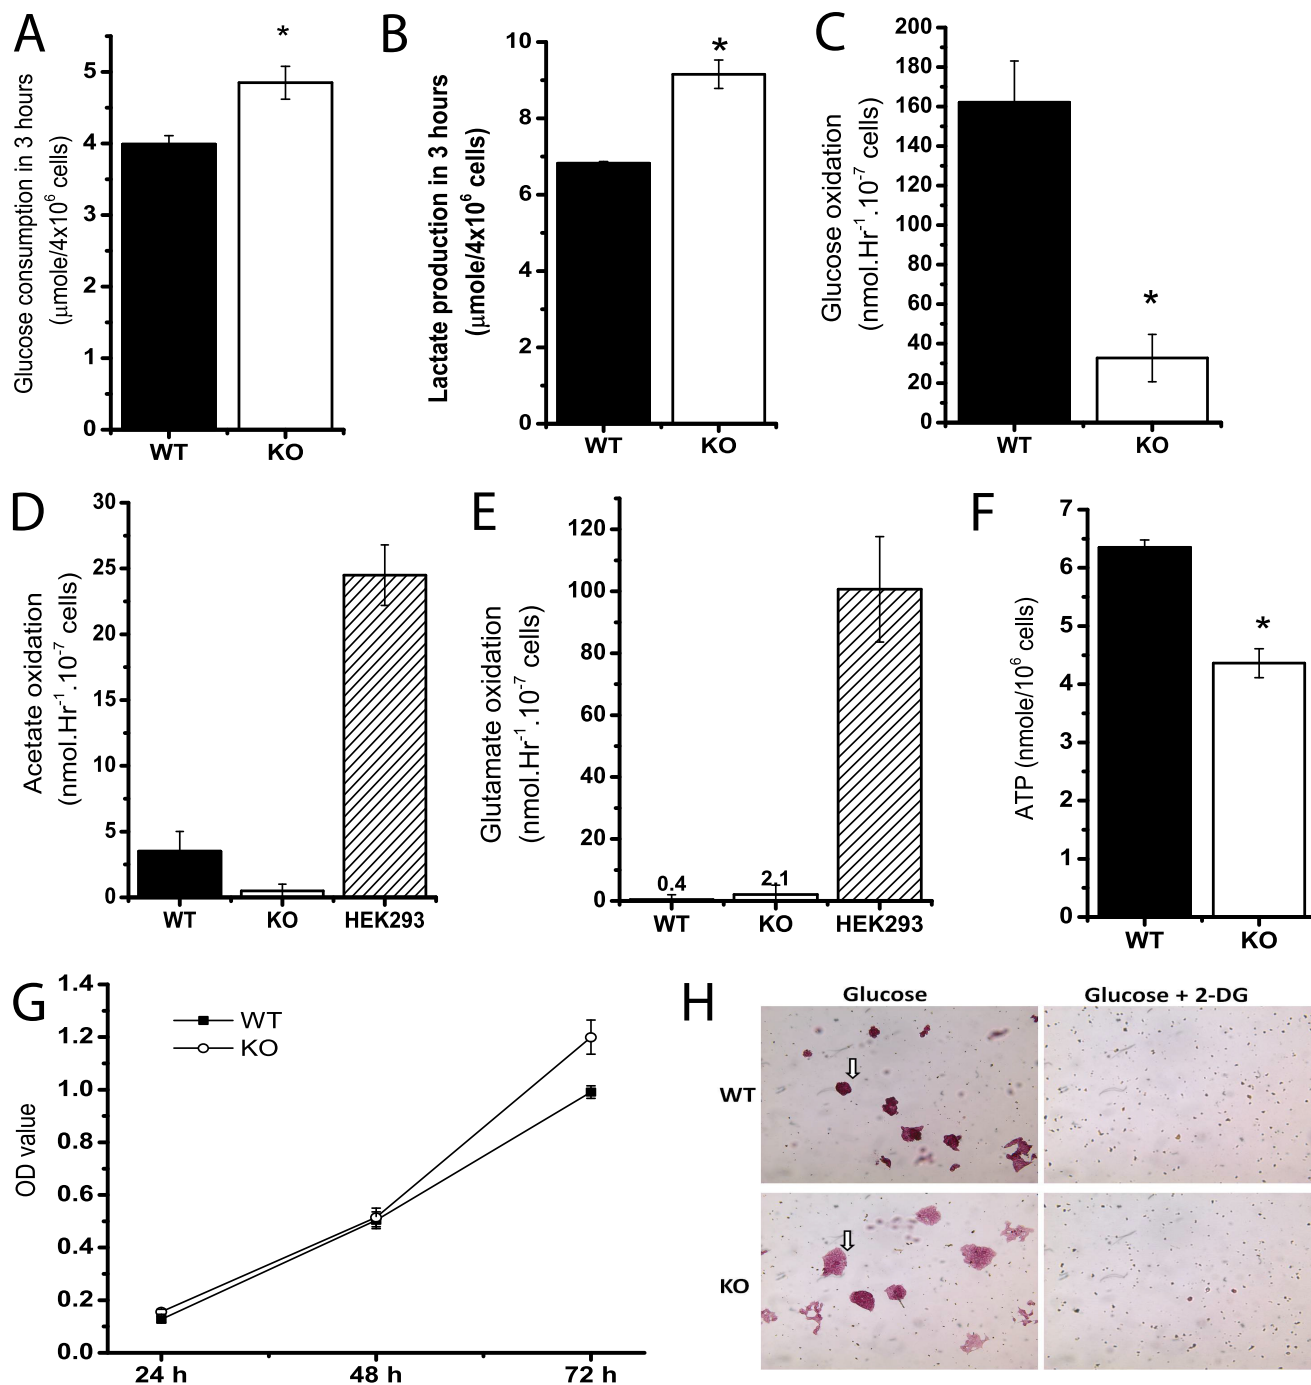 A
Glucose consumption in 3 hours
(μmole/4x10⁶ cells)
5
4
3
2
1
0
*
WT
KO
B
Lactate production in 3 hours
(μmole/4x10⁶ cells)
10
8
6
4
2
0
*
WT
KO
C
Glucose oxidation
(nmol.Hr⁻¹.10⁻⁷ cells)
200
180
160
140
120
100
80
60
40
20
0
*
WT
KO
D
Acetate oxidation
(nmol.Hr⁻¹.10⁻⁷ cells)
30
25
20
15
10
5
0
WT
KO
HEK293
E
Glutamate oxidation
(nmol.Hr⁻¹.10⁻⁷ cells)
120
100
80
60
40
20
0
0.4
2.1
WT
KO
HEK293
F
ATP (nmole/10⁶ cells)
7
6
5
4
3
2
1
0
*
WT
KO
G
OD value
1.4
1.2
1.0
0.8
0.6
0.4
0.2
0.0
WT
KO
24 h
48 h
72 h
H
Glucose
Glucose + 2-DG
WT
KO